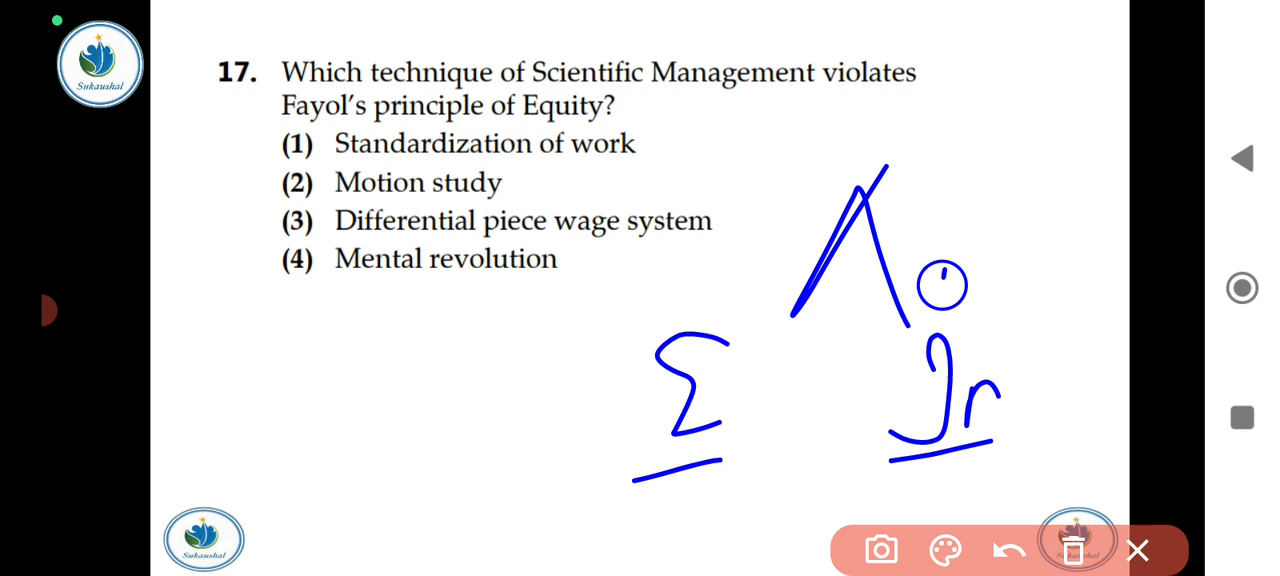 Sukaushal
17. Which technique of Scientific Management violates
Fayol's principle of Equity?
(1) Standardization of work
(2) Motion study
(3) Differential piece wage system
(4) Mental revolution
Jr
Sukaushal